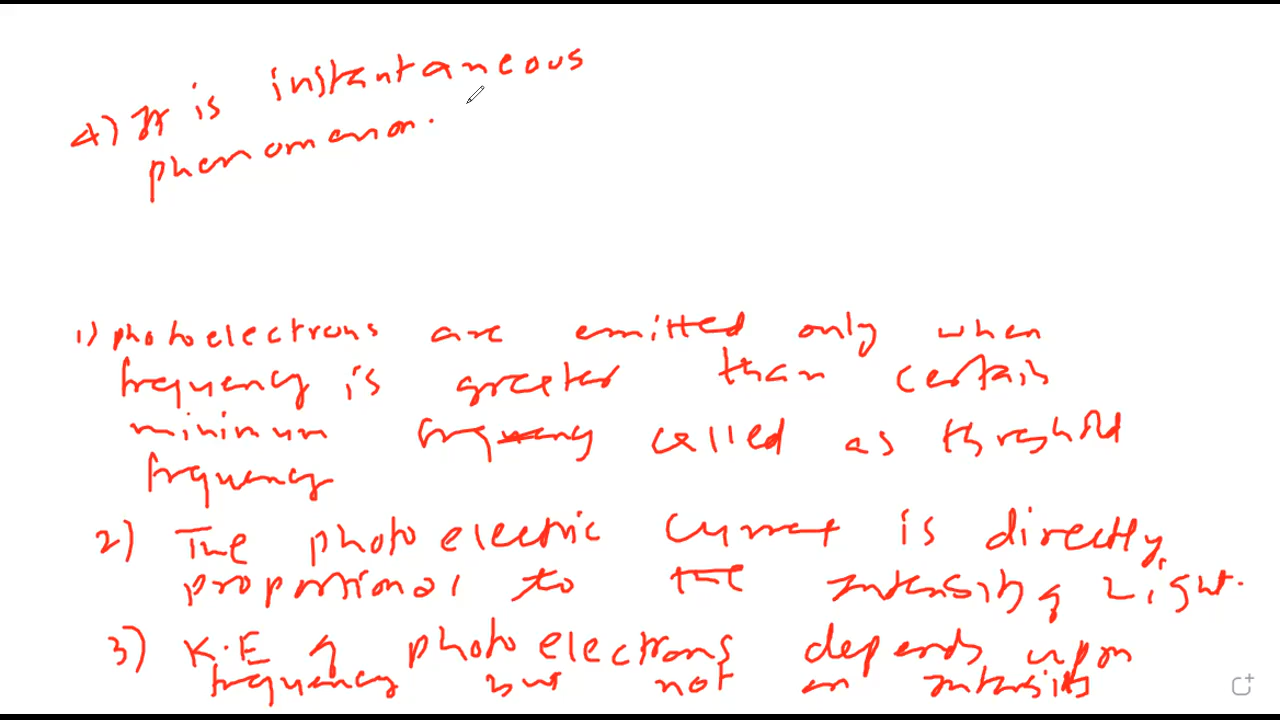 4) It is instantaneous
phenomenon.
1) photoelectrons are emitted only when
frequency is greater than certain
minimum frequency called as threshold
frequency
2) The photoelectric current is directly
proportional to the intensity of Light.
3) K.E of photoelectrons depends upon
frequency but not on intensity